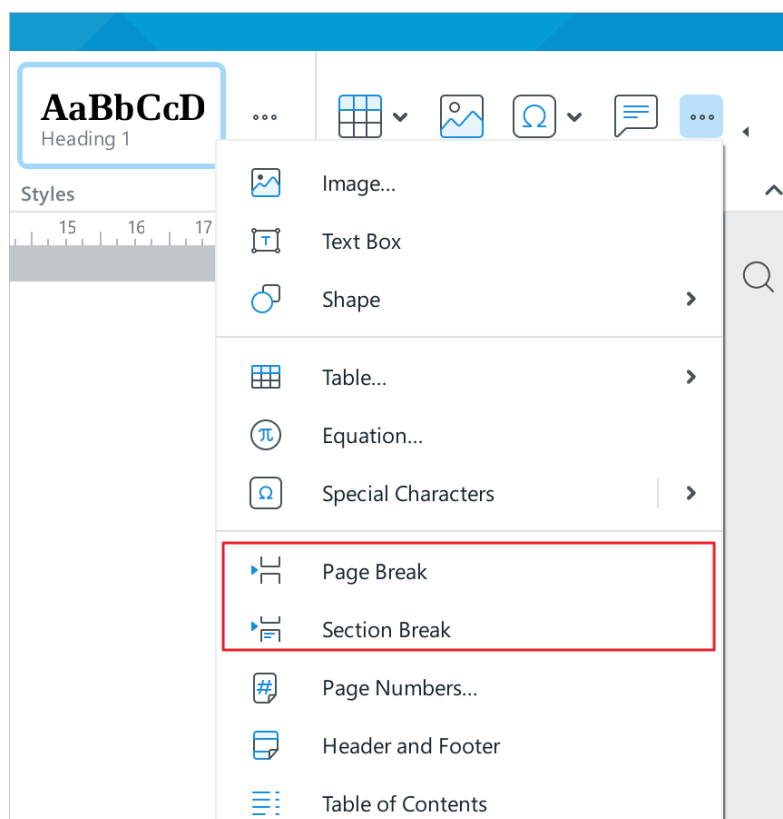 AaBbCcD
Heading 1
Styles
15 16 17
Image...
Text Box
Shape
Table...
Equation...
Special Characters
Page Break
Section Break
Page Numbers...
Header and Footer
Table of Contents